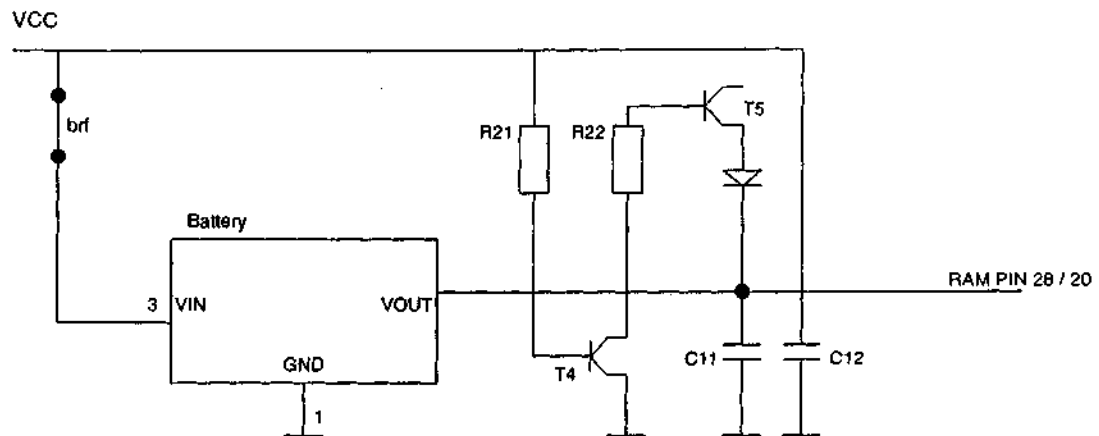 VCC
brf
R21
R22
T5
Battery
3
VIN
VOUT
RAM PIN 28 / 20
GND
T4
C11
C12
1